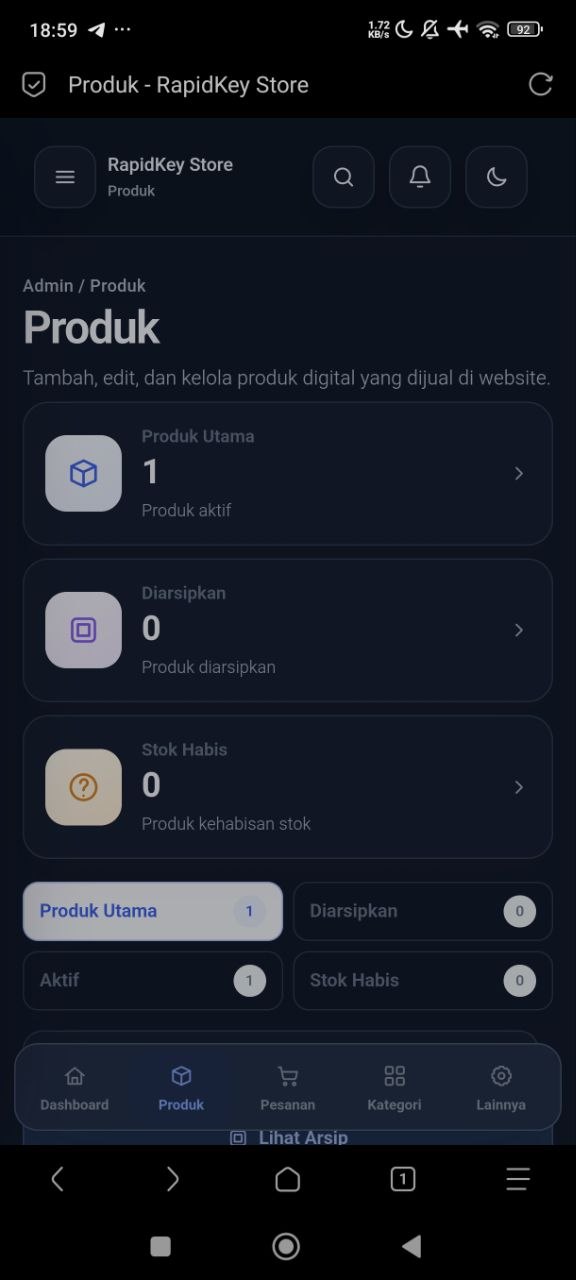 18:59
1.72
KB/s
92
Produk - RapidKey Store
RapidKey Store
Produk
Admin / Produk
Produk
Tambah, edit, dan kelola produk digital yang dijual di website.
Produk Utama
1
Produk aktif
Diarsipkan
0
Produk diarsipkan
Stok Habis
0
Produk kehabisan stok
Produk Utama 1
Diarsipkan 0
Aktif 1
Stok Habis 0
Dashboard Produk Pesanan Kategori Lainnya
Lihat Arsip
1